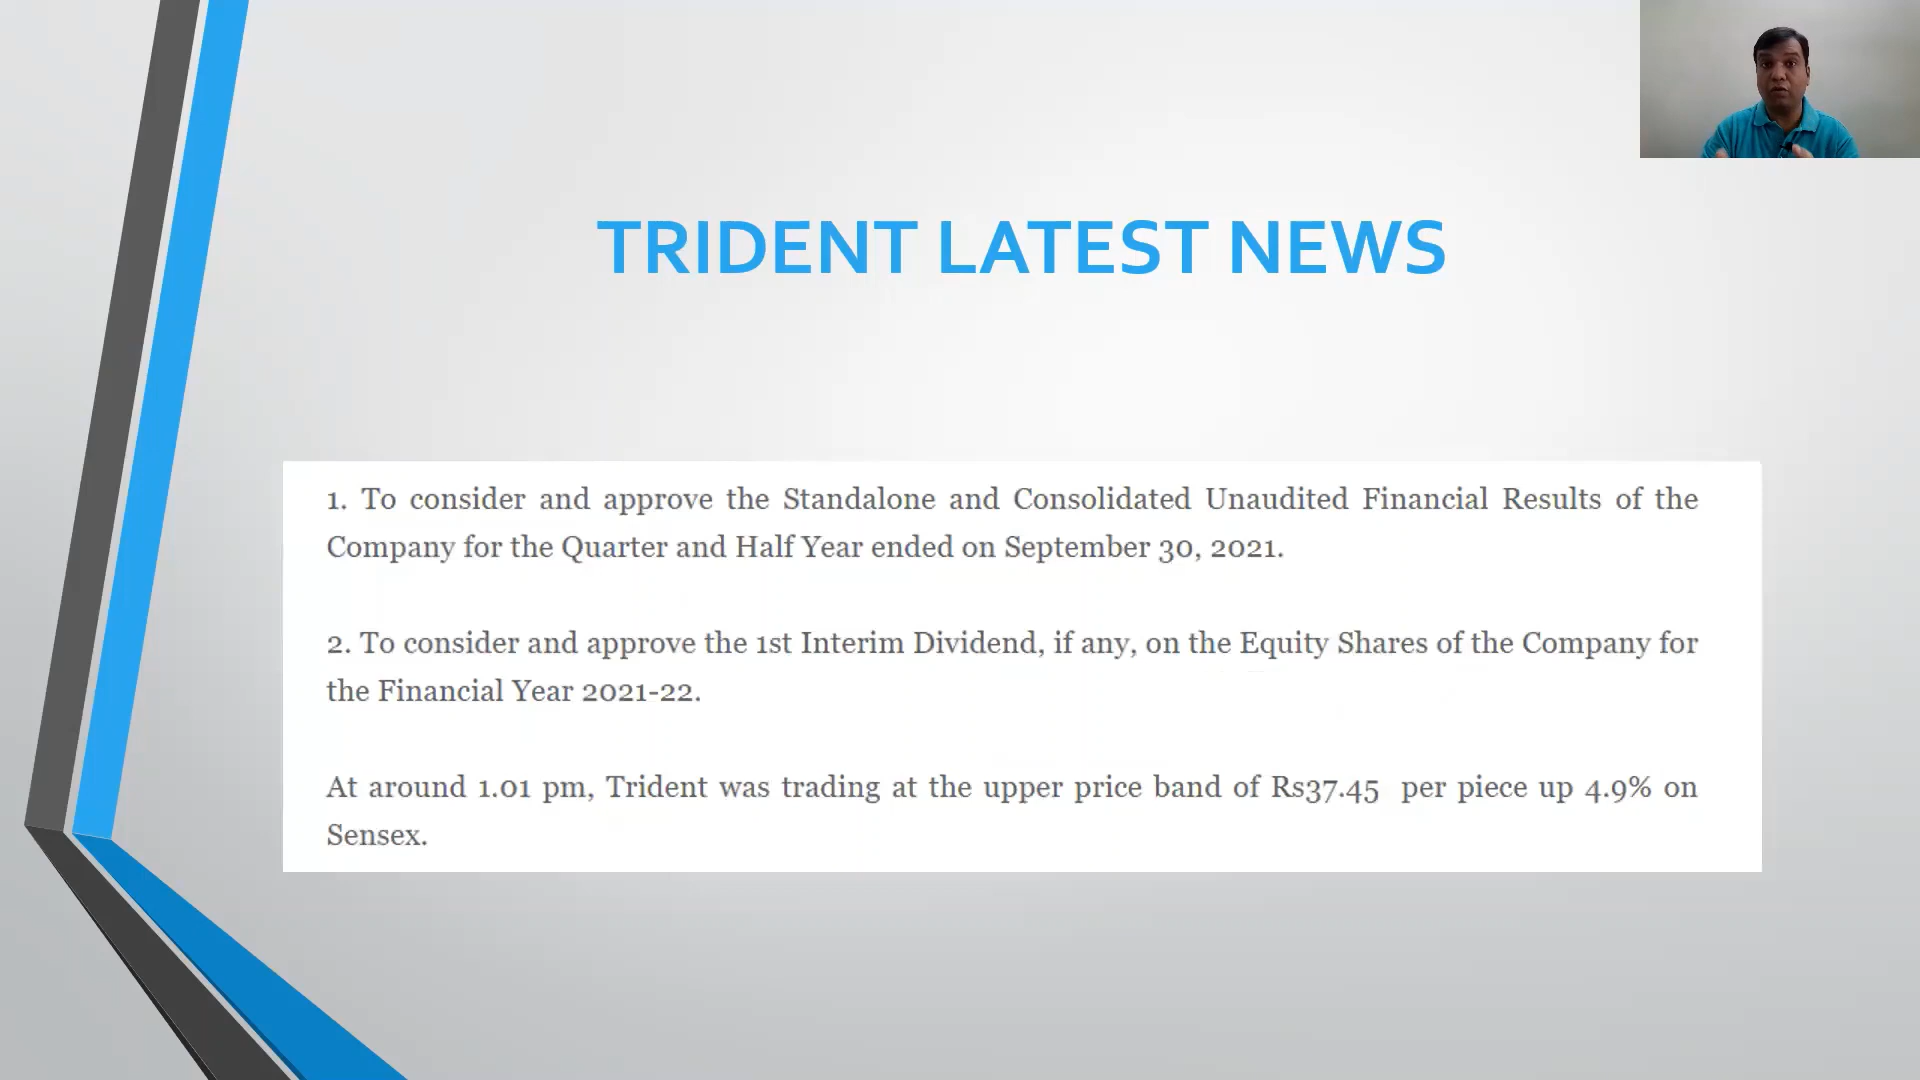 TRIDENT LATEST NEWS
1. To consider and approve the Standalone and Consolidated Unaudited Financial Results of the
Company for the Quarter and Half Year ended on September 30, 2021.
2. To consider and approve the 1st Interim Dividend, if any, on the Equity Shares of the Company for
the Financial Year 2021-22.
At around 1.01 pm, Trident was trading at the upper price band of Rs37.45 per piece up 4.9% on
Sensex.